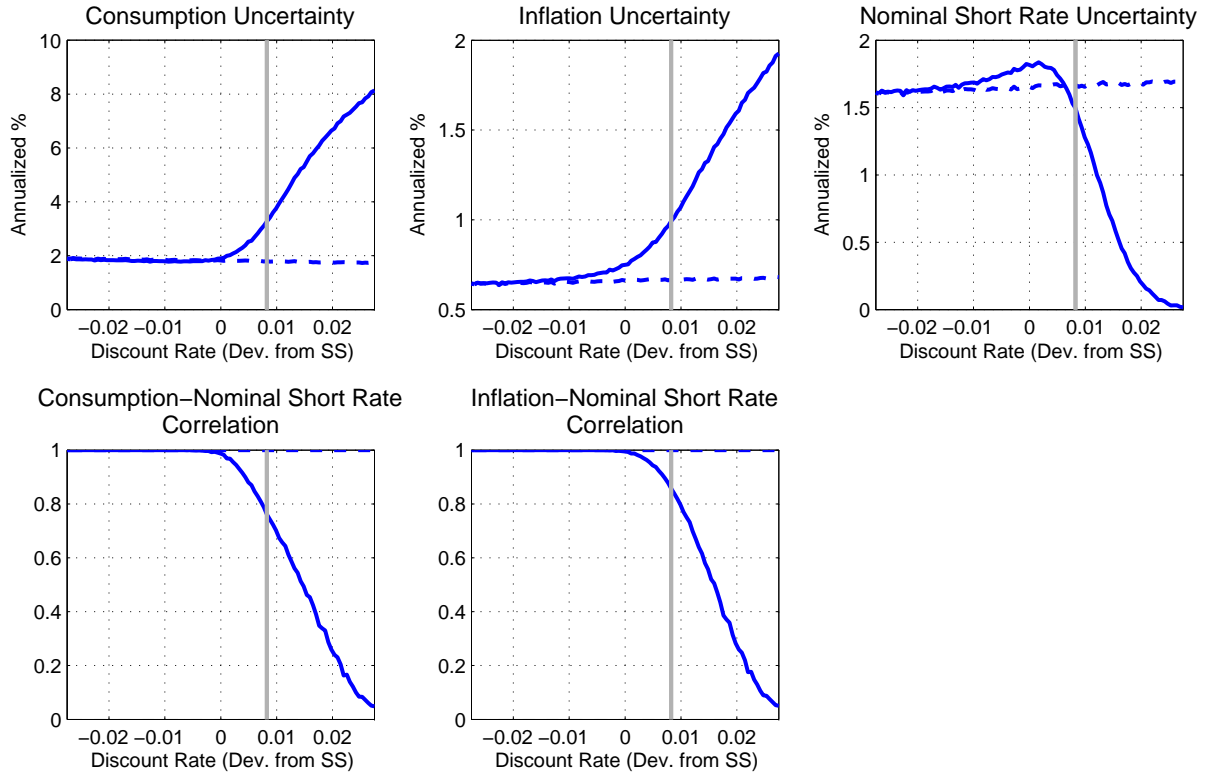 Consumption Uncertainty
Annualized %
10
8
6
4
2
0
−0.02 −0.01 0 0.01 0.02
Discount Rate (Dev. from SS)
Inflation Uncertainty
Annualized %
2
1.5
1
0.5
−0.02 −0.01 0 0.01 0.02
Discount Rate (Dev. from SS)
Nominal Short Rate Uncertainty
Annualized %
2
1.5
1
0.5
0
−0.02 −0.01 0 0.01 0.02
Discount Rate (Dev. from SS)
Consumption−Nominal Short Rate
Correlation
1
0.8
0.6
0.4
0.2
0
−0.02 −0.01 0 0.01 0.02
Discount Rate (Dev. from SS)
Inflation−Nominal Short Rate
Correlation
1
0.8
0.6
0.4
0.2
0
−0.02 −0.01 0 0.01 0.02
Discount Rate (Dev. from SS)